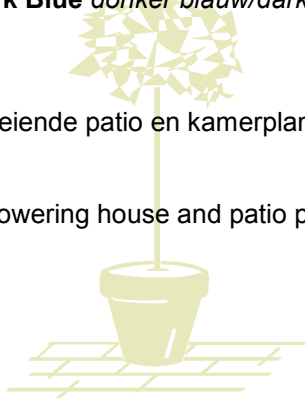 k Blue donker blauw/dark
eiende patio en kamerplan
owering house and patio p